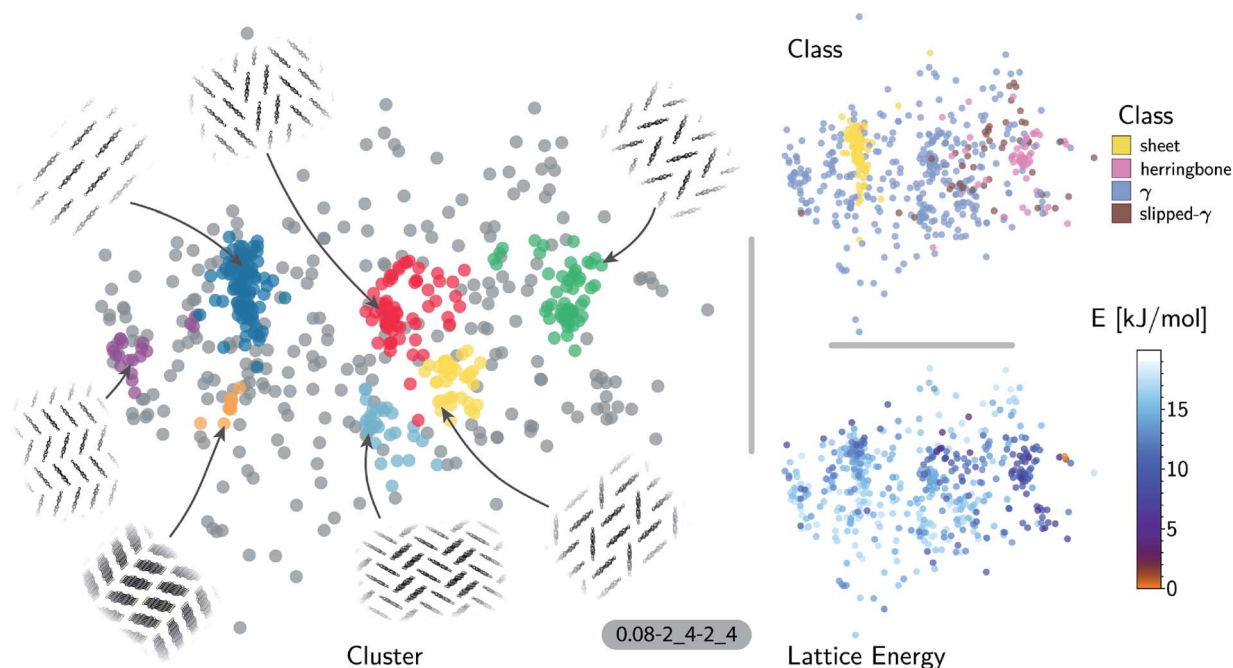 Class
Class
sheet
herringbone
γ
slipped-γ
E [kJ/mol]
15
10
5
0
0.08-2_4-2_4
Cluster
Lattice Energy